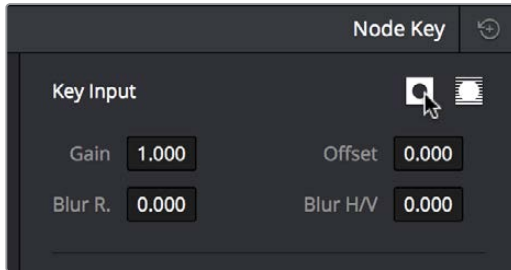 Node Key
Key Input
Gain 1.000 Offset 0.000
Blur R. 0.000 Blur H/V 0.000